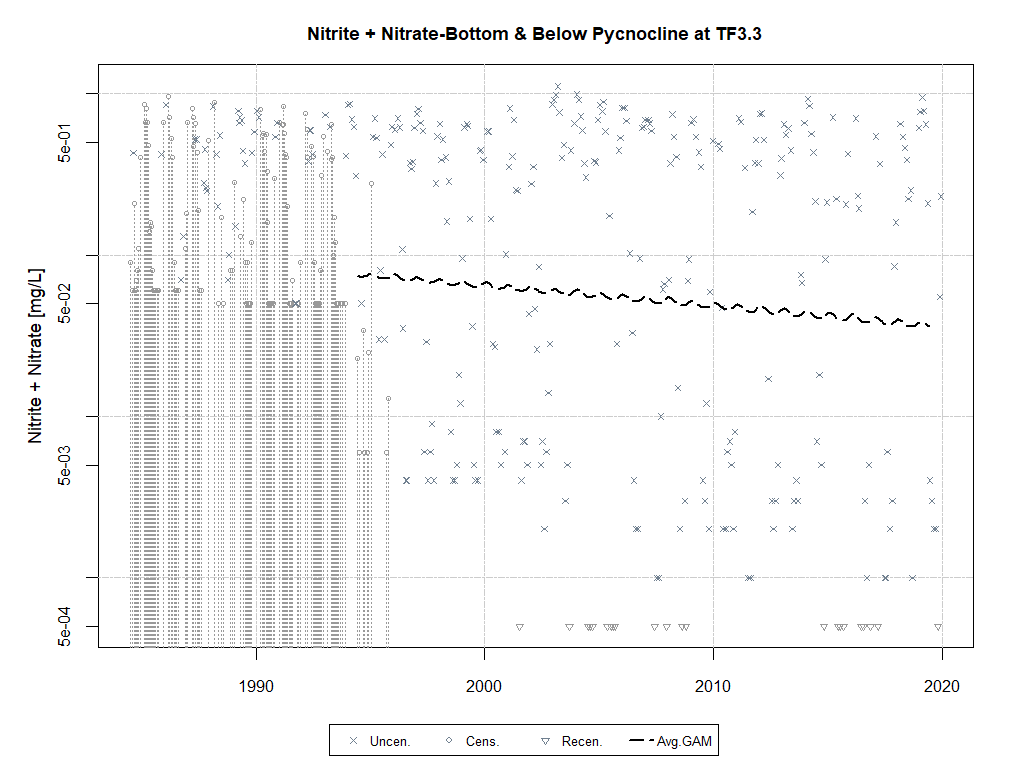 Nitrite + Nitrate-Bottom & Below Pycnocline at TF3.3
Nitrite + Nitrate [mg/L]
5e-01
5e-02
5e-03
5e-04
1990 2000 2010 2020
Uncen. Cens. Recen. Avg.GAM